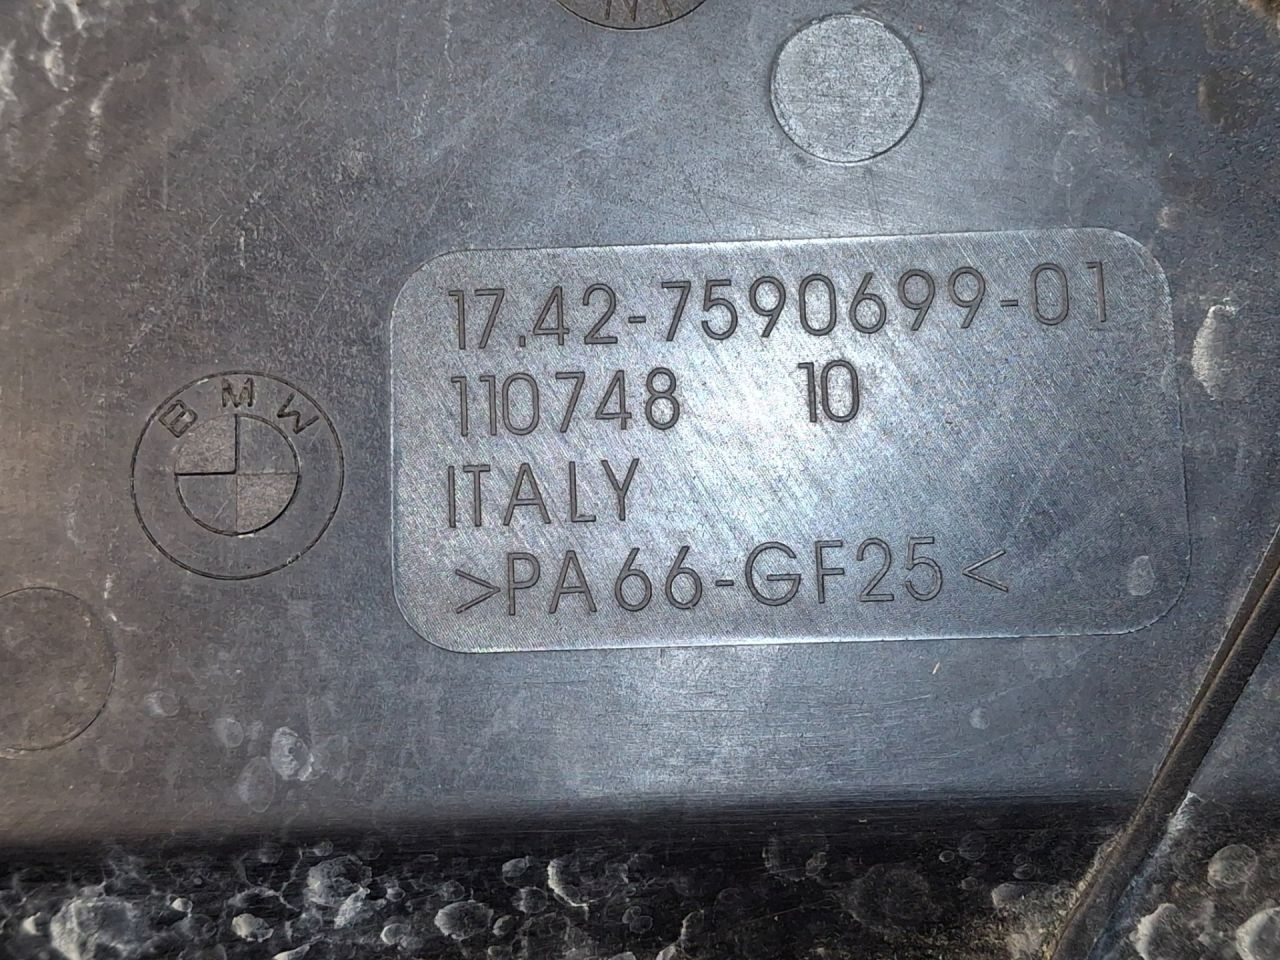 17.42-7590699-01
110748 10
ITALY
>PA66-GF25<
BMW